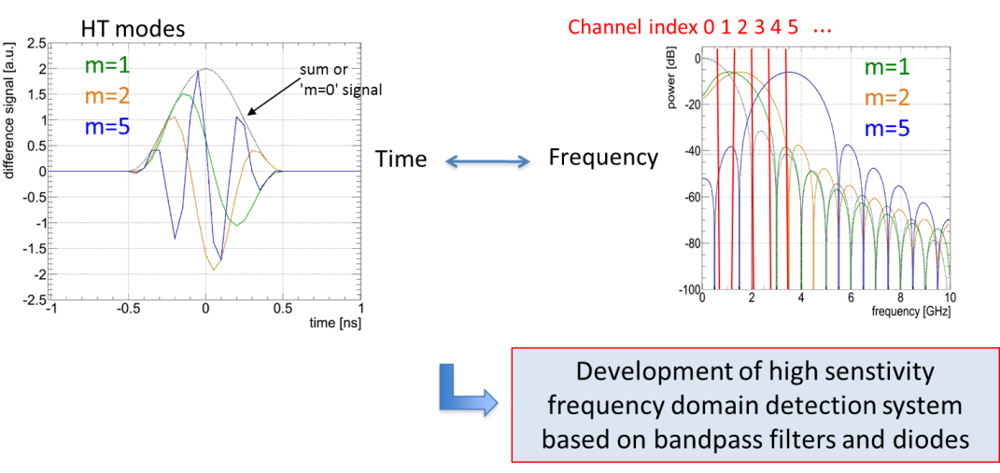 HT modes
difference signal [a.u.]
2.5
2
1.5
1
0.5
0
-0.5
-1
-1.5
-2
-2.5
m=1
m=2
m=5
sum or
'm=0' signal
-1
-0.5
0
0.5
1
time [ns]
Time
Frequency
Channel index 0 1 2 3 4 5 ...
power [dB]
0
-20
-40
-60
-80
-100
m=1
m=2
m=5
0
2
4
6
8
10
frequency [GHz]
Development of high senstivity
frequency domain detection system
based on bandpass filters and diodes